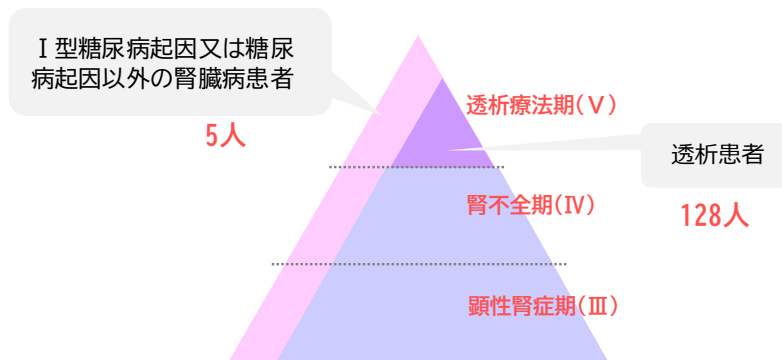 Ⅰ型糖尿病起因又は糖尿
病起因以外の腎臓病患者
5人
透析療法期(Ⅴ)
透析患者
128人
腎不全期(Ⅳ)
顕性腎症期(Ⅲ)